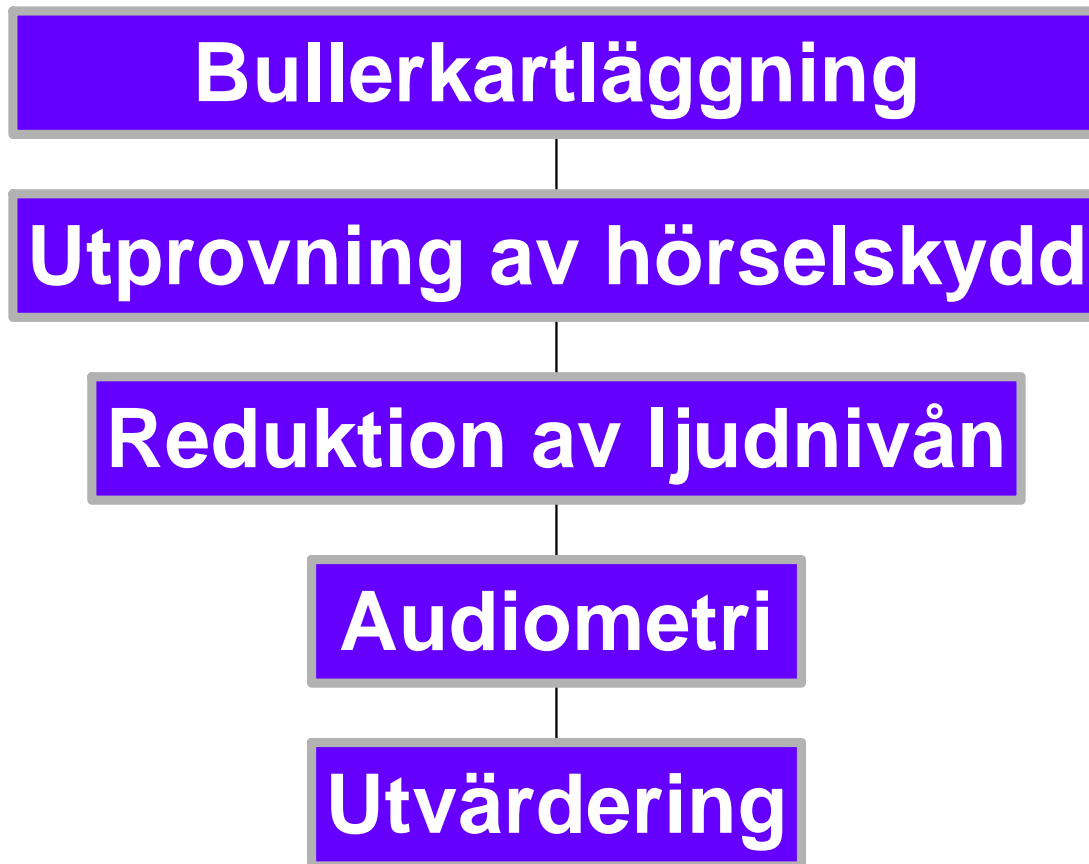 Bullerkartläggning
Utprovning av hörselskydd
Reduktion av ljudnivån
Audiometri
Utvärdering